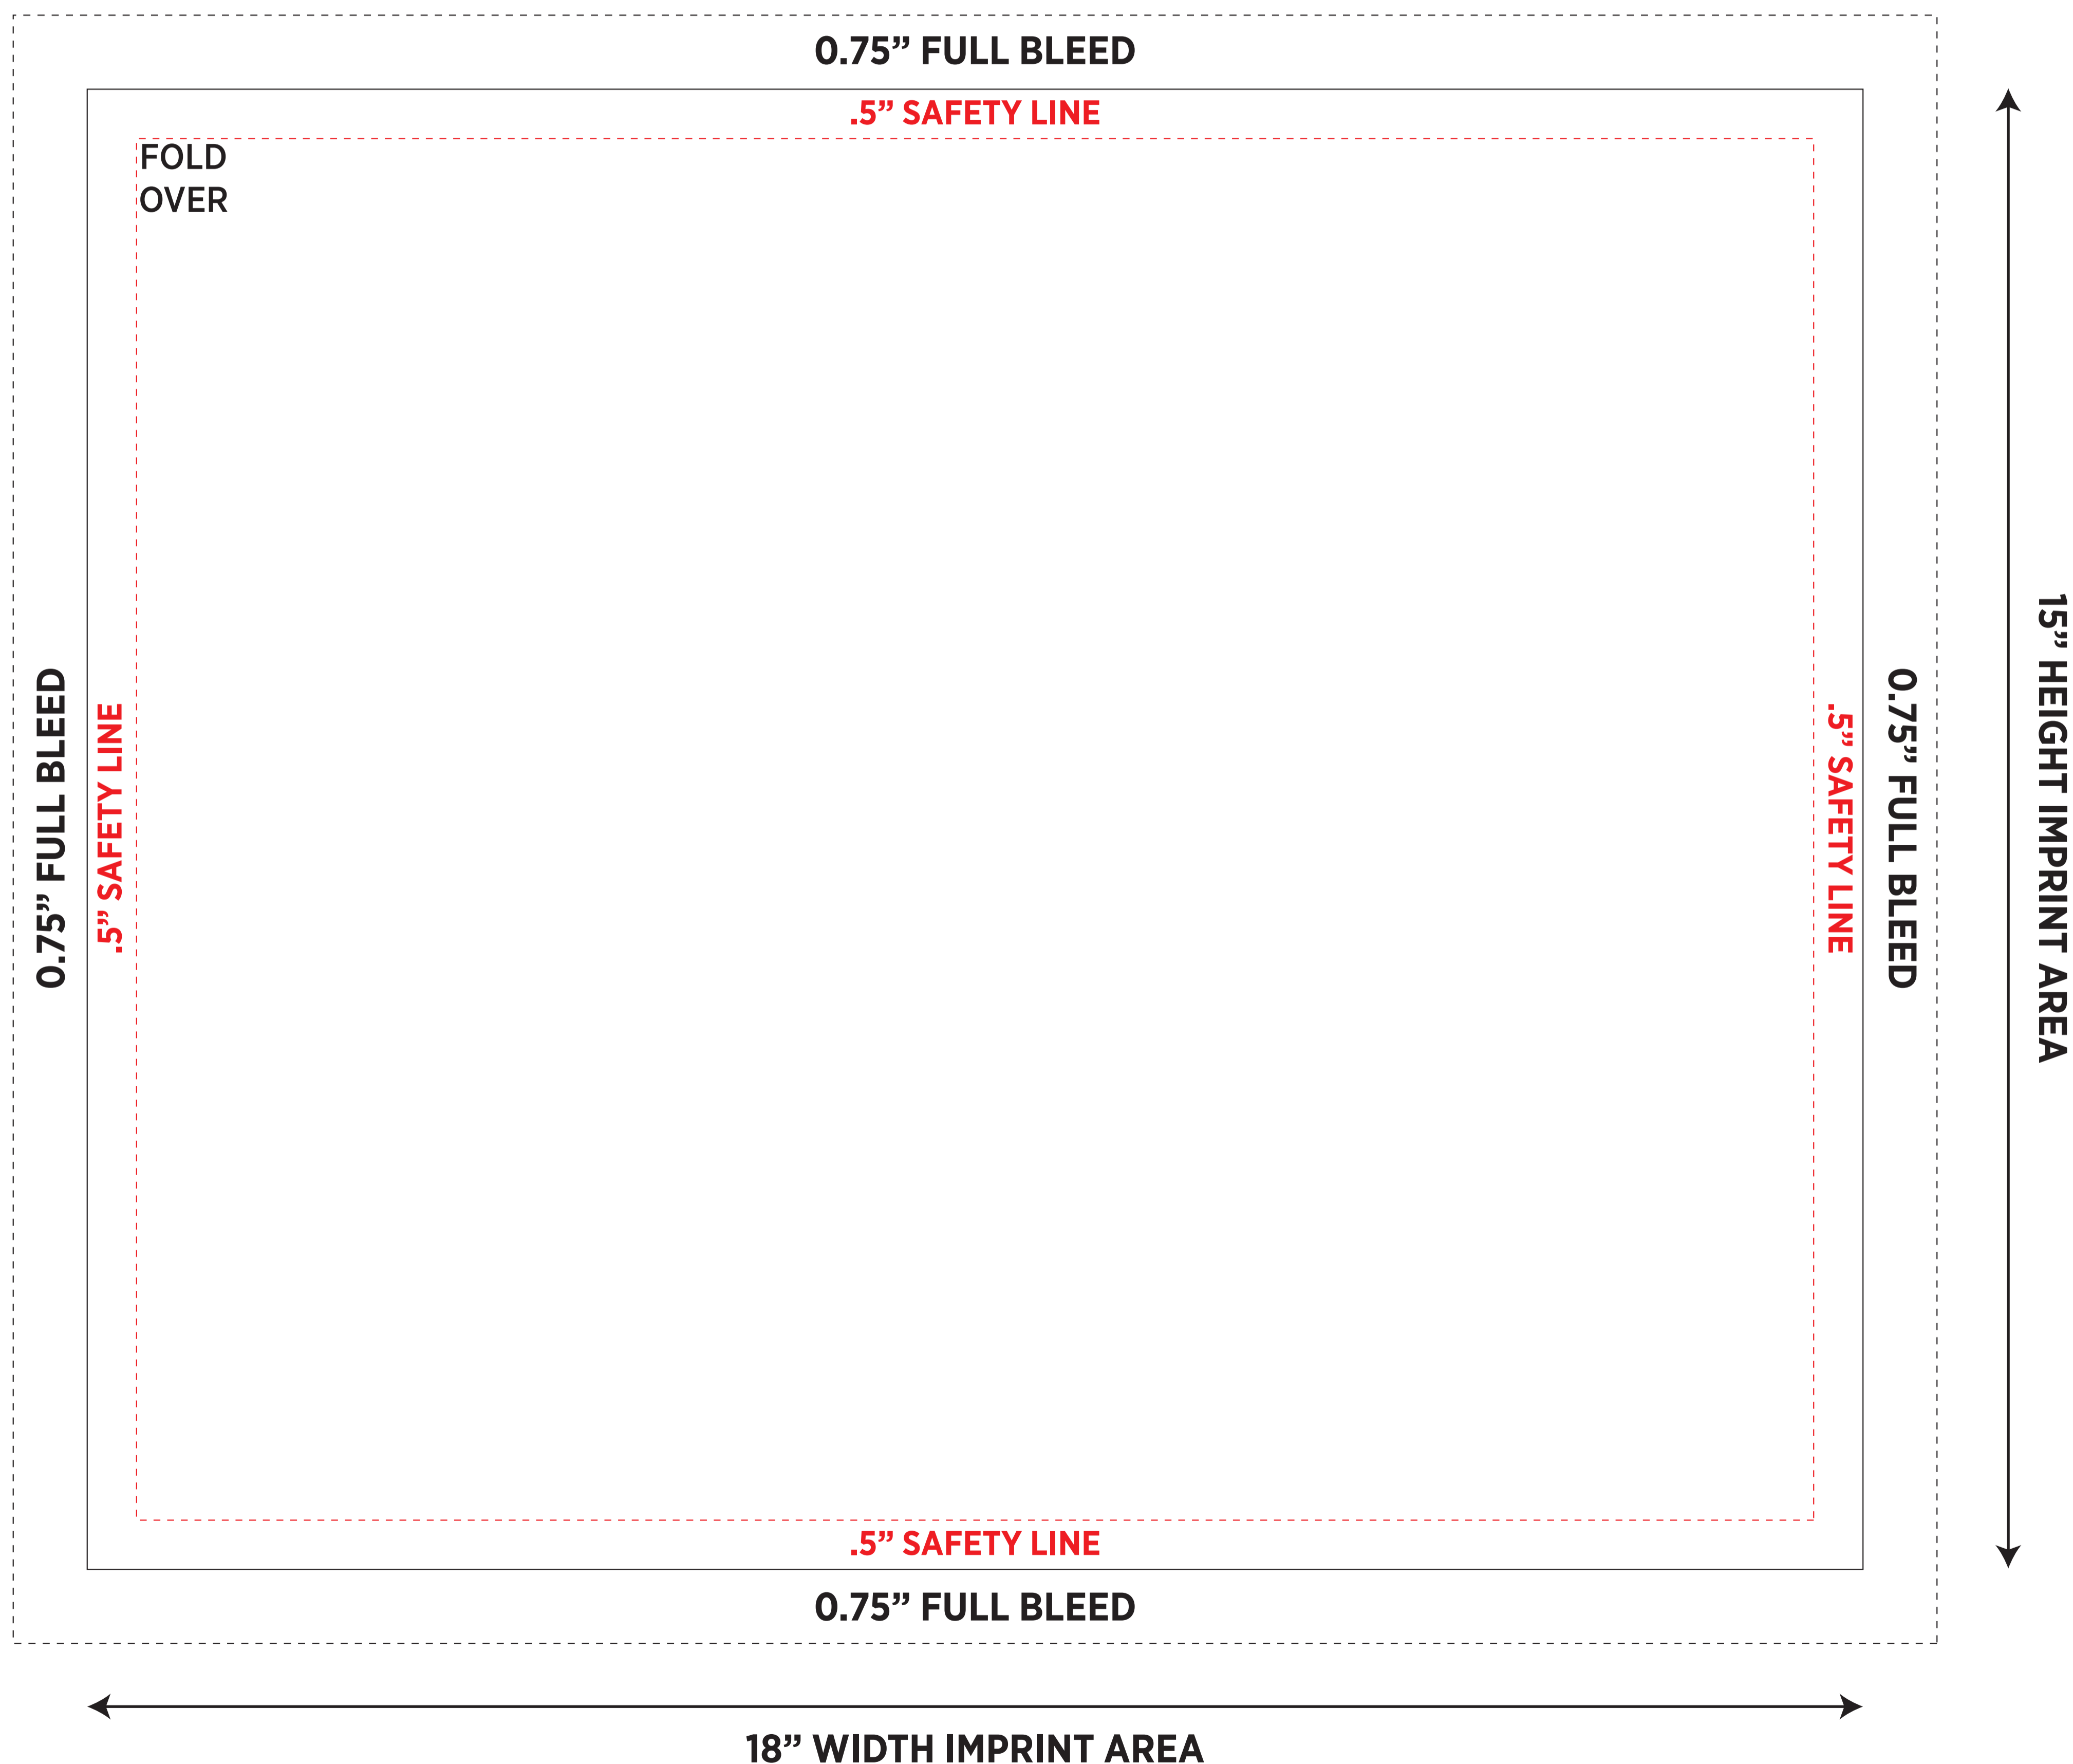 0.75” FULL BLEED
.5” SAFETY LINE
FOLD
OVER
0.75” FULL BLEED
.5” SAFETY LINE
.5” SAFETY LINE
0.75” FULL BLEED
15” HEIGHT IMPRINT AREA
.5” SAFETY LINE
0.75” FULL BLEED
18” WIDTH IMPRINT AREA